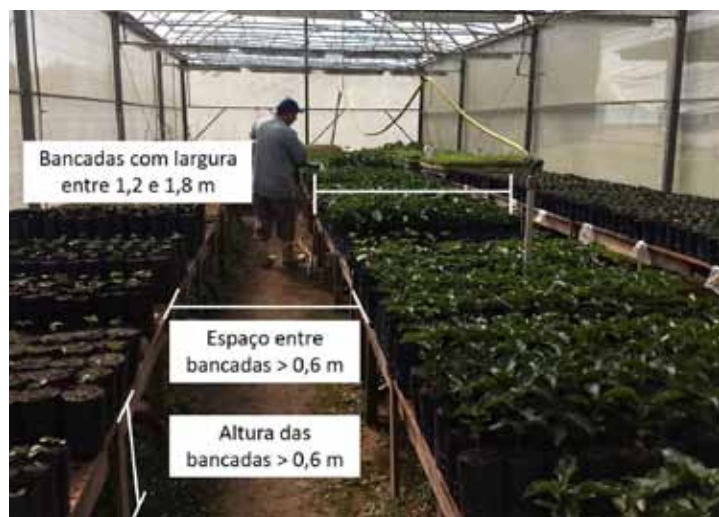 Bancadas com largura
entre 1,2 e 1,8 m
Espaço entre
bancadas > 0,6 m
Altura das
bancadas > 0,6 m